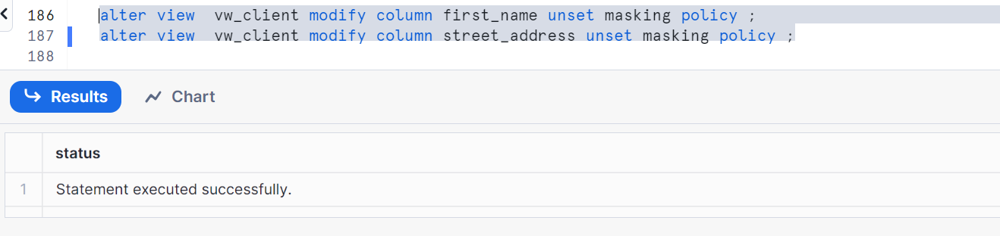 186 alter view  vw_client modify column first_name unset masking policy ;
187 alter view  vw_client modify column street_address unset masking policy ;
188
Results Chart
status
1 Statement executed successfully.